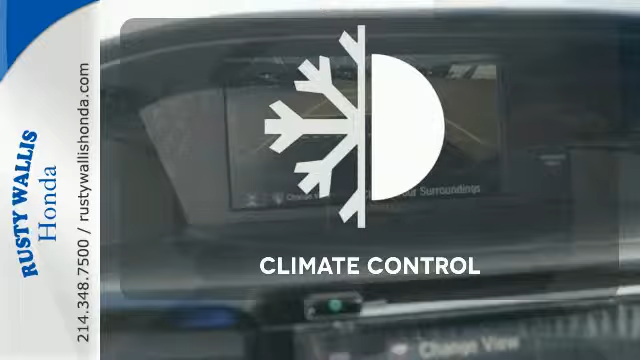 RUSTY WALLIS
Honda
214.348.7500 / rustywallishonda.com
CLIMATE CONTROL
Surroundings
Change View